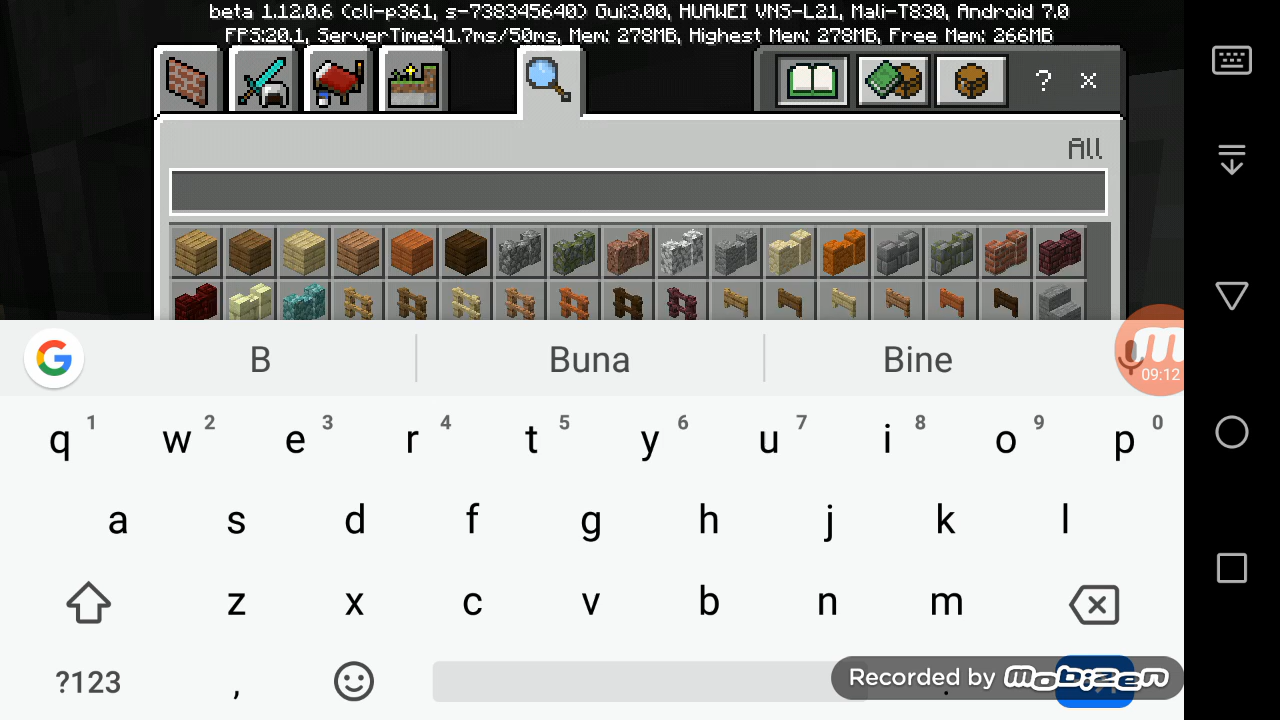 beta 1.12.0.6 (cli-p361, s-738345640) Gui:3.00, HUAWEI VNS-L21, Mali-T830, Android 7.0
FPS:20.1, ServerTime:41.7ms/50ms, Mem: 278MB, Highest Mem: 278MB, Free Mem: 266MB
? ×
All
B Buna Bine
09:12
1 2 3 4 5 6 7 8 9 0
q w e r t y u i o p
a s d f g h j k l
z x c v b n m
?123 , .
Recorded by mobizen